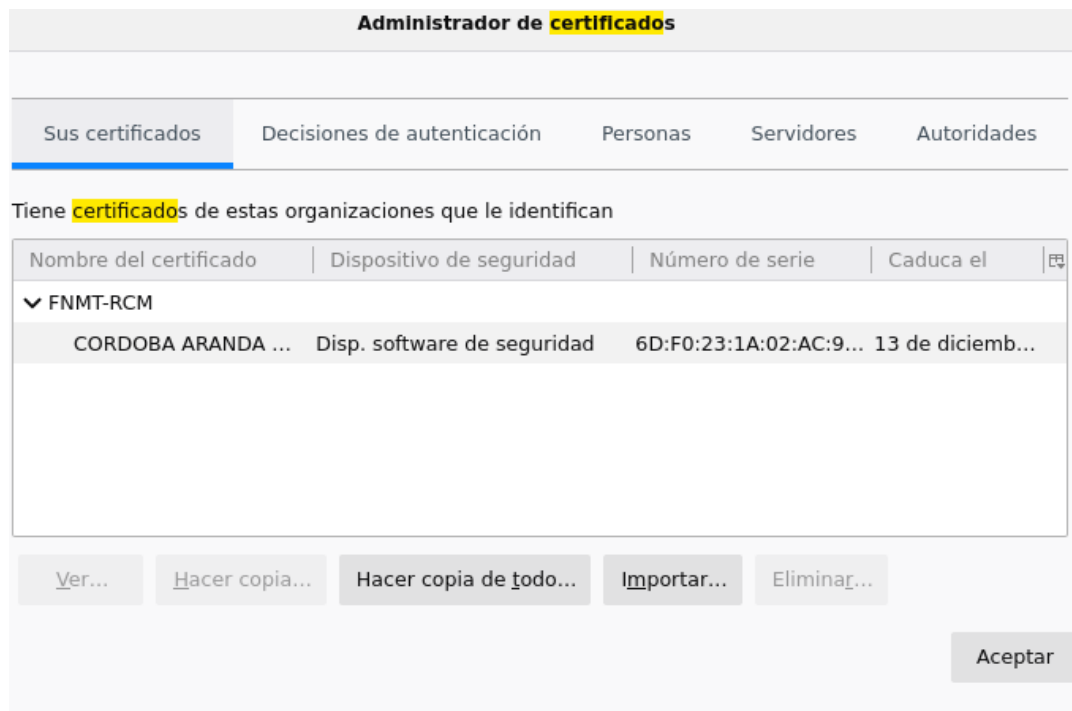 Administrador de certificados
Sus certificados Decisiones de autenticación Personas Servidores Autoridades
Tiene certificados de estas organizaciones que le identifican
Nombre del certificado Dispositivo de seguridad Número de serie Caduca el
FNMT-RCM
CORDOBA ARANDA ... Disp. software de seguridad 6D:F0:23:1A:02:AC:9... 13 de diciemb...
Ver... Hacer copia... Hacer copia de todo... Importar... Eliminar...
Aceptar